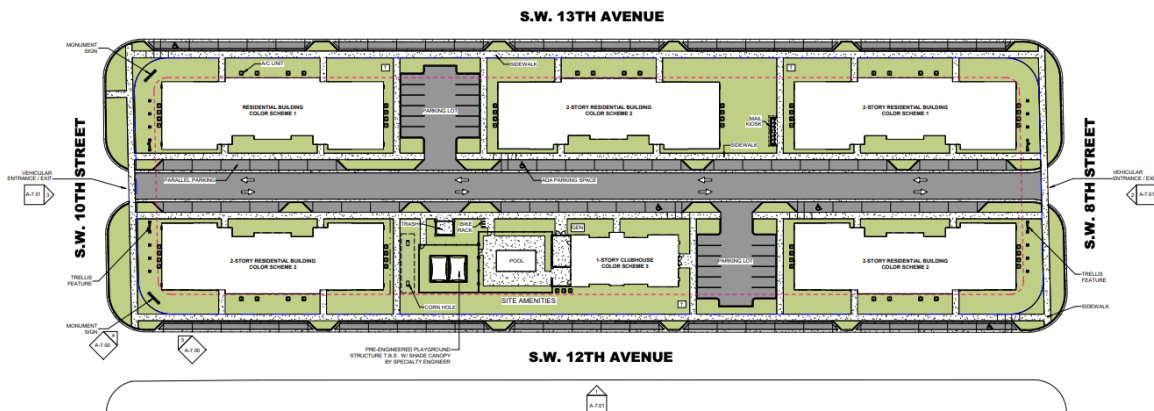 S.W. 13TH AVENUE
MONUMENT
SIGN
A/C UNIT
T
SIDEWALK
T
RESIDENTIAL BUILDING
COLOR SCHEME 1
PARKING LOT
2-STORY RESIDENTIAL BUILDING
COLOR SCHEME 2
MAIL
KIOSK
2-STORY RESIDENTIAL BUILDING
COLOR SCHEME 1
SIDEWALK
S.W. 10TH STREET
S.W. 8TH STREET
VEHICULAR
ENTRANCE / EXIT
A-7.01
3
PARALLEL PARKING
ADA PARKING SPACE
VEHICULAR
ENTRANCE / EXIT
2
A-7.01
TRASH
BIKE
RACK
GEN
2-STORY RESIDENTIAL BUILDING
COLOR SCHEME 2
POOL
1-STORY CLUBHOUSE
COLOR SCHEME 3
PARKING LOT
2-STORY RESIDENTIAL BUILDING
COLOR SCHEME 2
TRELLIS
FEATURE
TRELLIS
FEATURE
CORN HOLE
SITE AMENITIES
T
SIDEWALK
MONUMENT
SIGN
4
A-7.00
5
A-7.00
PRE-ENGINEERED PLAYGROUND
STRUCTURE T.B.S. W/ SHADE CANOPY
BY SPECIALTY ENGINEER
S.W. 12TH AVENUE
1
A-7.01